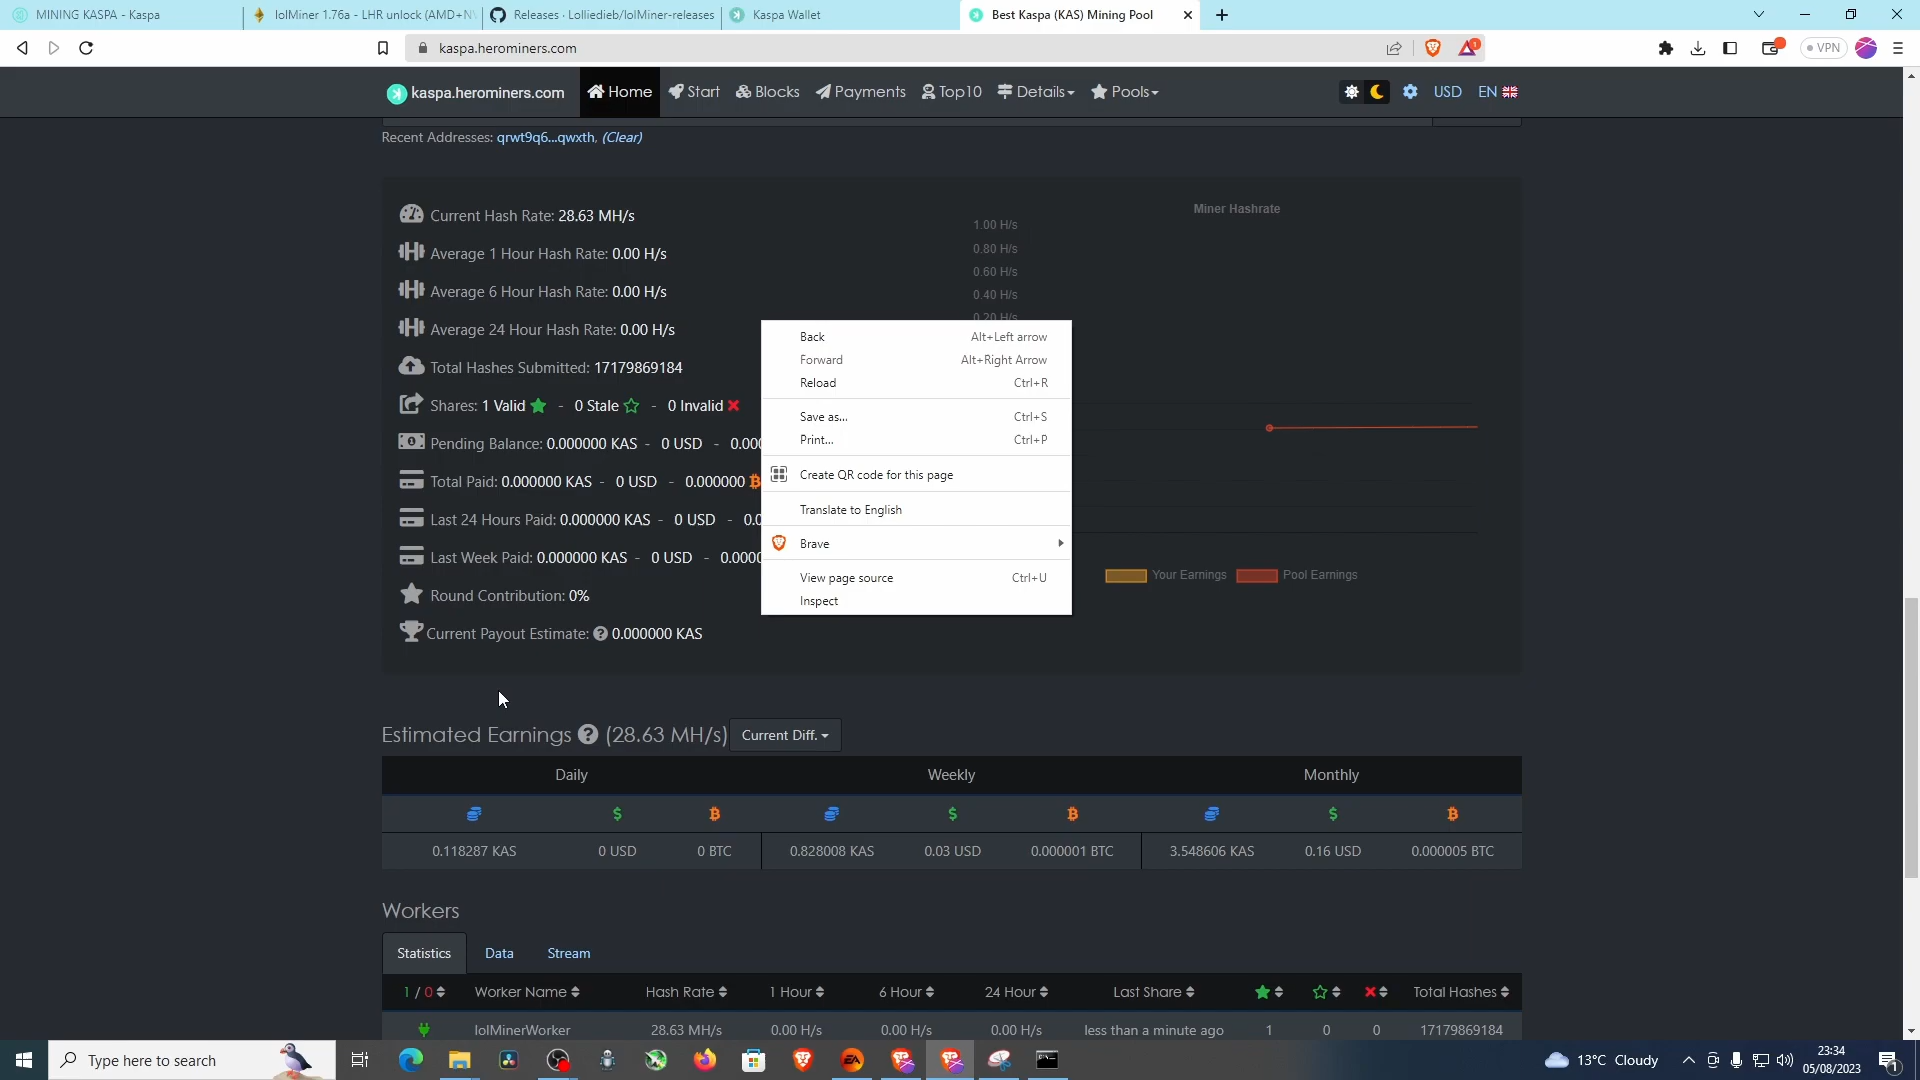 MINING KASPA - Kaspa
lolMiner 1.76a - LHR unlock (AMD+NV
Releases · Lolliedieb/lolMiner-releases
Kaspa Wallet
Best Kaspa (KAS) Mining Pool
kaspa.herominers.com
VPN
kaspa.herominers.com
Home
Start
Blocks
Payments
Top10
Details
Pools
USD
EN
Recent Addresses: qrwt9q6...qwxth, (Clear)
Current Hash Rate: 28.63 MH/s
Average 1 Hour Hash Rate: 0.00 H/s
Average 6 Hour Hash Rate: 0.00 H/s
Average 24 Hour Hash Rate: 0.00 H/s
Total Hashes Submitted: 17179869184
Shares: 1 Valid - 0 Stale - 0 Invalid
Pending Balance: 0.000000 KAS - 0 USD - 0.000
Total Paid: 0.000000 KAS - 0 USD - 0.000000
Last 24 Hours Paid: 0.000000 KAS - 0 USD - 0.0
Last Week Paid: 0.000000 KAS - 0 USD - 0.0000
Round Contribution: 0%
Current Payout Estimate: 0.000000 KAS
Miner Hashrate
1.00 H/s
0.80 H/s
0.60 H/s
0.40 H/s
0.20 H/s
Back Alt+Left arrow
Forward Alt+Right Arrow
Reload Ctrl+R
Save as... Ctrl+S
Print... Ctrl+P
Create QR code for this page
Translate to English
Brave
View page source Ctrl+U
Inspect
Your Earnings
Pool Earnings
Estimated Earnings (28.63 MH/s)
Current Diff.
Daily Weekly Monthly
0.118287 KAS 0 USD 0 BTC 0.828008 KAS 0.03 USD 0.000001 BTC 3.548606 KAS 0.16 USD 0.000005 BTC
Workers
Statistics Data Stream
1 / 0 Worker Name Hash Rate 1 Hour 6 Hour 24 Hour Last Share Total Hashes
lolMinerWorker 28.63 MH/s 0.00 H/s 0.00 H/s 0.00 H/s less than a minute ago 1 0 0 17179869184
Type here to search
13°C Cloudy
23:34
05/08/2023